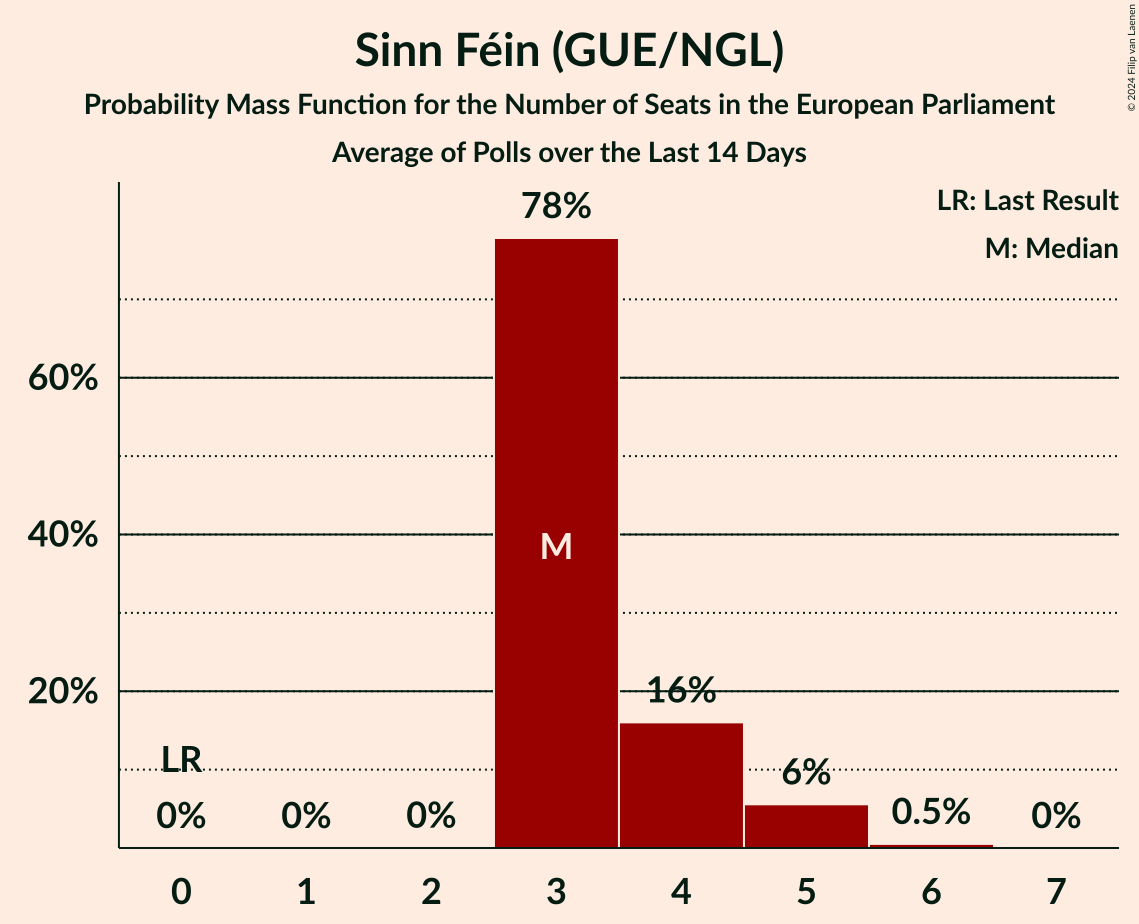 Sinn Féin (GUE/NGL)
Probability Mass Function for the Number of Seats in the European Parliament
Average of Polls over the Last 14 Days
© 2024 Filip van Laenen
LR: Last Result
M: Median
78%
60%
40%
M
20%
16%
LR
6%
0%
0%
0%
0.5%
0%
0
1
2
3
4
5
6
7